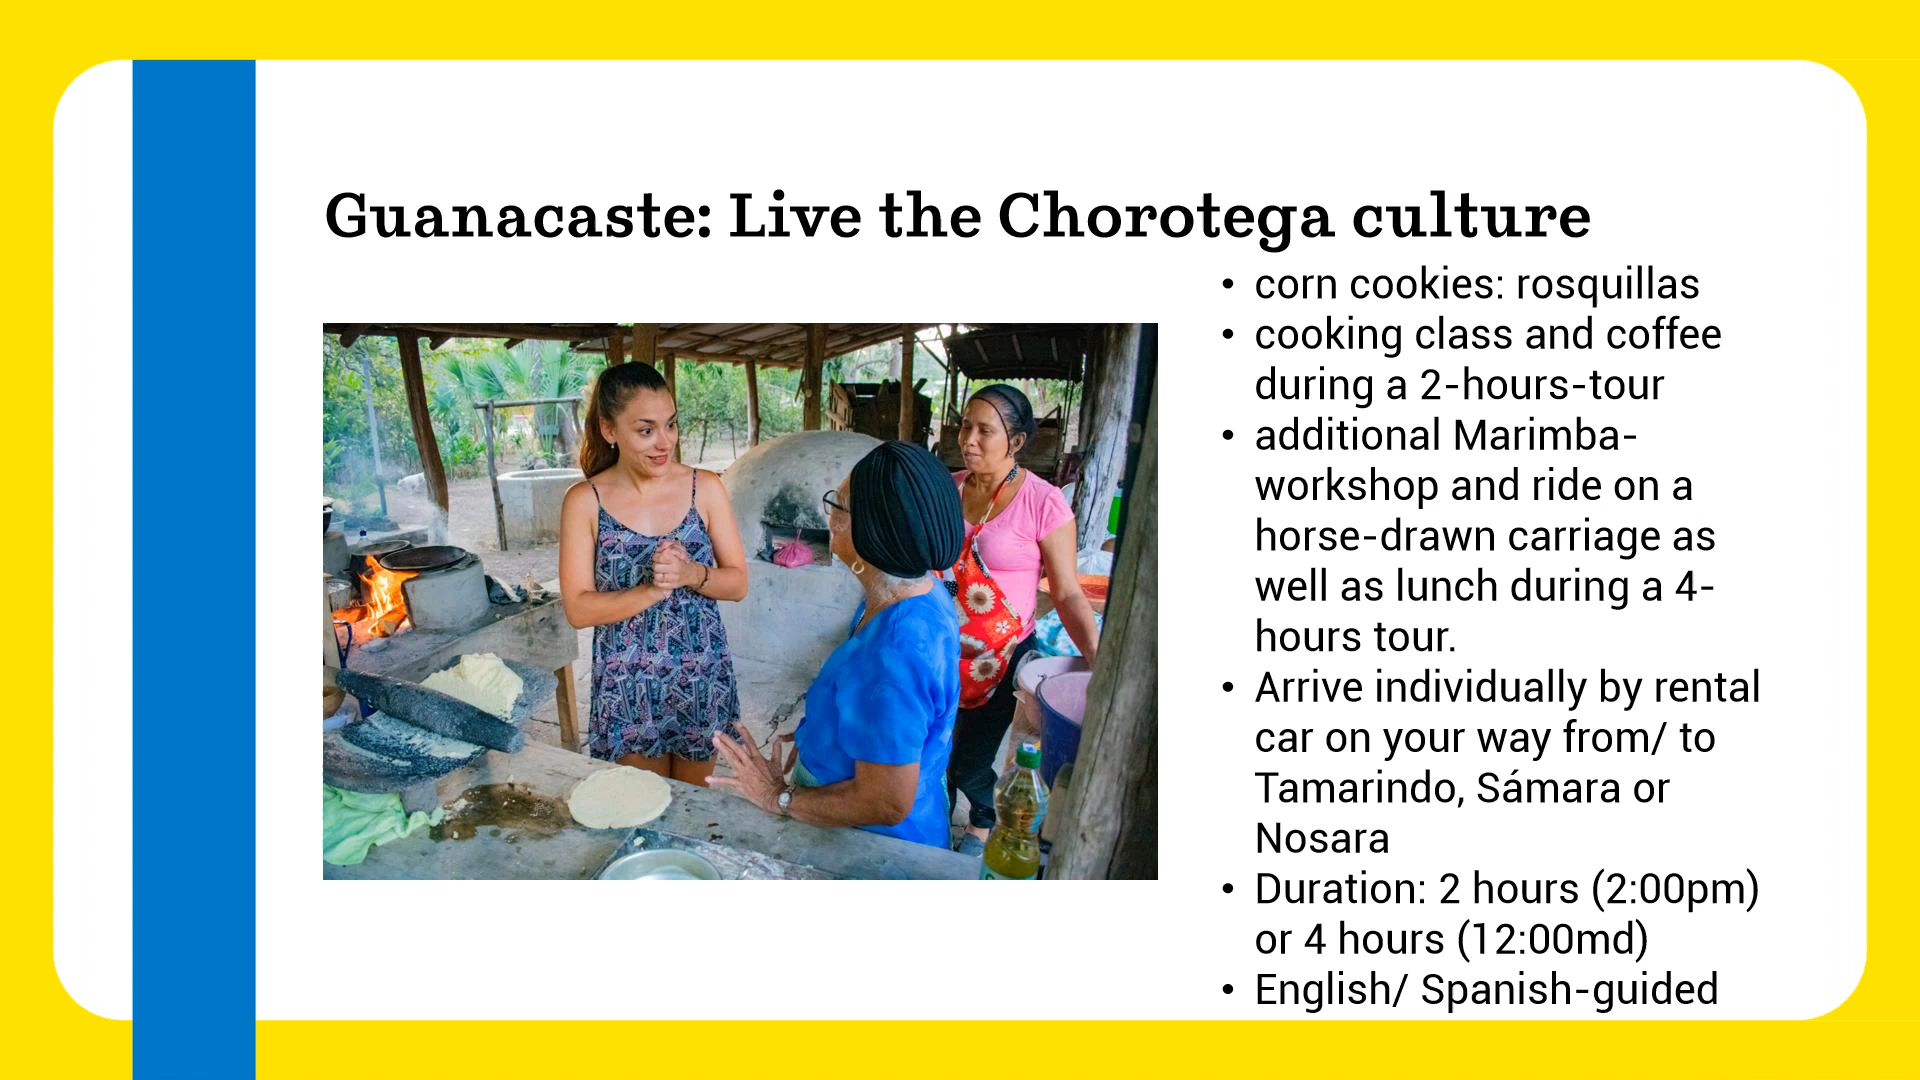 Guanacaste: Live the Chorotega culture
• corn cookies: rosquillas
• cooking class and coffee
during a 2-hours-tour
• additional Marimba-
workshop and ride on a
horse-drawn carriage as
well as lunch during a 4-
hours tour.
• Arrive individually by rental
car on your way from/ to
Tamarindo, Sámara or
Nosara
• Duration: 2 hours (2:00pm)
or 4 hours (12:00md)
• English/ Spanish-guided